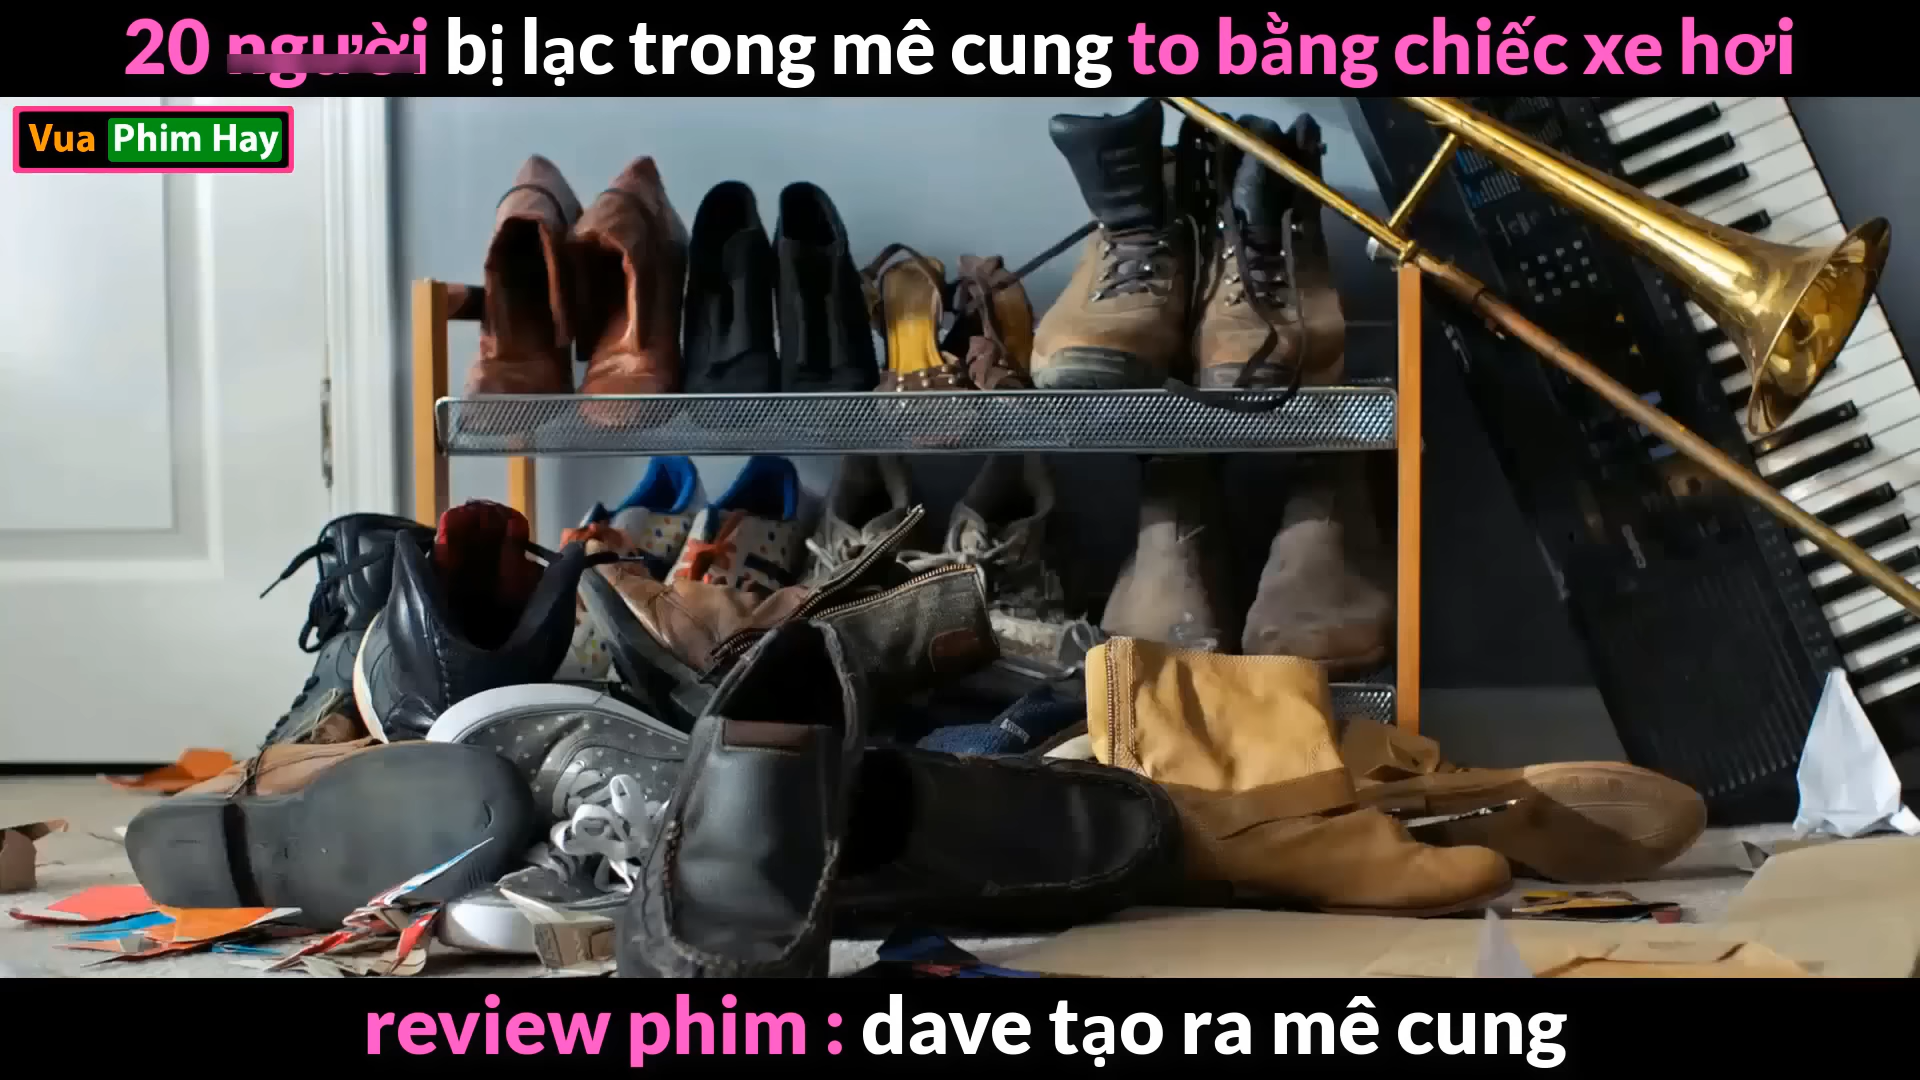 20 người bị lạc trong mê cung to bằng chiếc xe hơi
Vua Phim Hay
review phim : dave tạo ra mê cung